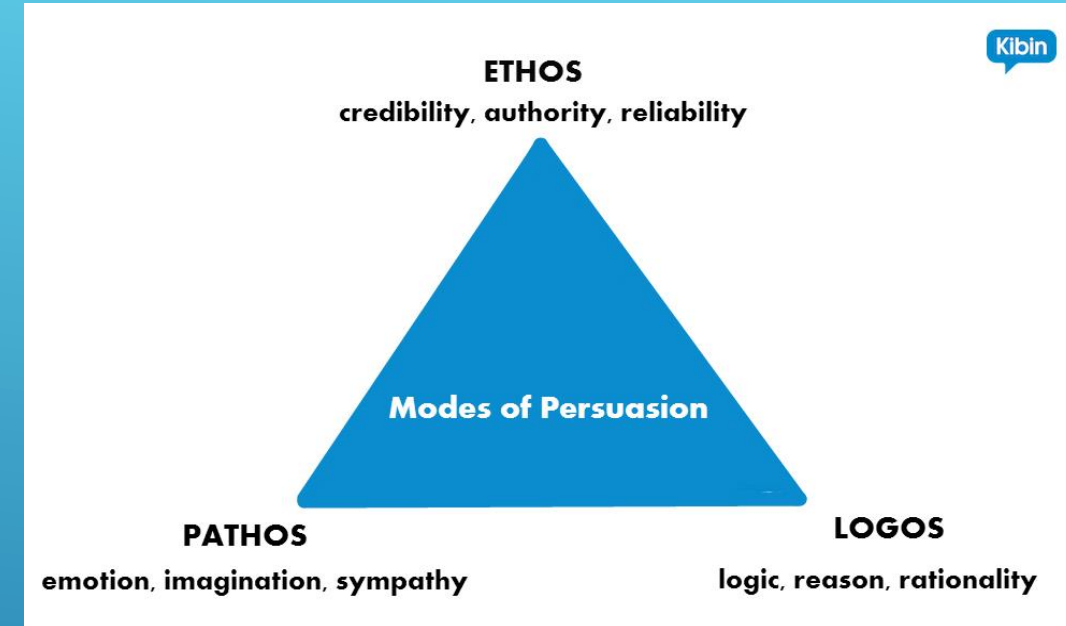 Kibin
ETHOS
credibility, authority, reliability
Modes of Persuasion
PATHOS
emotion, imagination, sympathy
LOGOS
logic, reason, rationality